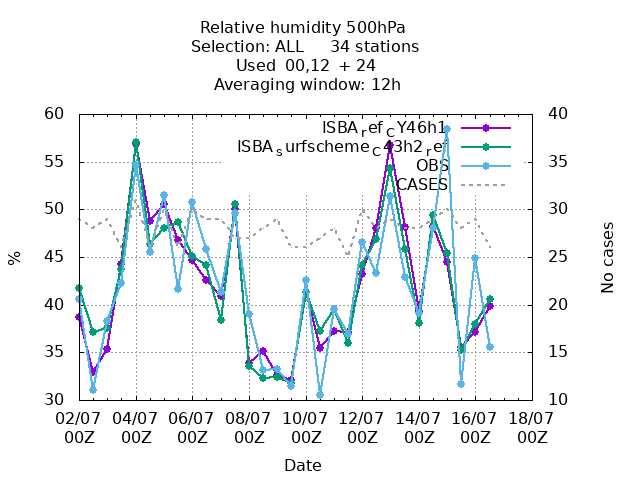 Relative humidity 500hPa
Selection: ALL 34 stations
Used 00,12 + 24
Averaging window: 12h
60
55
50
45
40
35
30
40
35
30
25
20
15
10
ISBA_ref_CY46h1
ISBA_surfscheme_C43h2_ref
OBS
CASES
%
No cases
02/07 04/07 06/07 08/07 10/07 12/07 14/07 16/07 18/07
00Z 00Z 00Z 00Z 00Z 00Z 00Z 00Z 00Z
Date